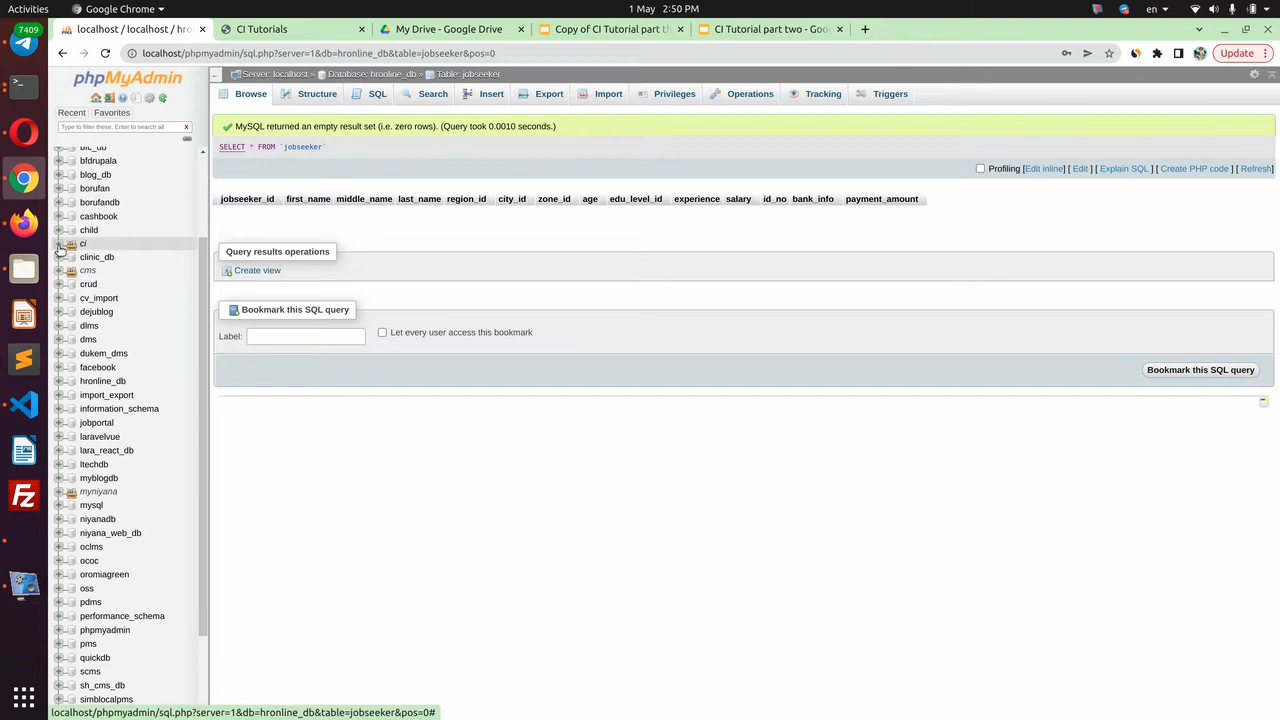 Activities
Google Chrome
1 May 2:50 PM
en
7409
localhost / localhost / hr
CI Tutorials
My Drive - Google Drive
Copy of CI Tutorial part th
CI Tutorial part two - Goo
localhost/phpmyadmin/sql.php?server=1&db=hronline_db&table=jobseeker&pos=0
Update
phpMyAdmin
Recent
Favorites
Type to filter these, Enter to search all
X
bfc_db
bfdrupala
blog_db
borufan
borufandb
cashbook
child
ci
clinic_db
cms
crud
cv_import
dejublog
dlms
dms
dukem_dms
facebook
hronline_db
import_export
information_schema
jobportal
laravelvue
lara_react_db
ltechdb
myblogdb
myniyana
mysql
niyanadb
niyana_web_db
oclms
ococ
oromiagreen
oss
pdms
performance_schema
phpmyadmin
pms
quickdb
scms
sh_cms_db
simblocalpms
Server: localhost » Database: hronline_db » Table: jobseeker
Browse
Structure
SQL
Search
Insert
Export
Import
Privileges
Operations
Tracking
Triggers
MySQL returned an empty result set (i.e. zero rows). (Query took 0.0010 seconds.)
SELECT * FROM `jobseeker`
Profiling [Edit inline] [ Edit ] [ Explain SQL ] [ Create PHP code ] [ Refresh]
jobseeker_id first_name middle_name last_name region_id city_id zone_id age edu_level_id experience salary id_no bank_info payment_amount
Query results operations
Create view
Bookmark this SQL query
Label:
Let every user access this bookmark
Bookmark this SQL query
localhost/phpmyadmin/sql.php?server=1&db=hronline_db&table=jobseeker&pos=0#